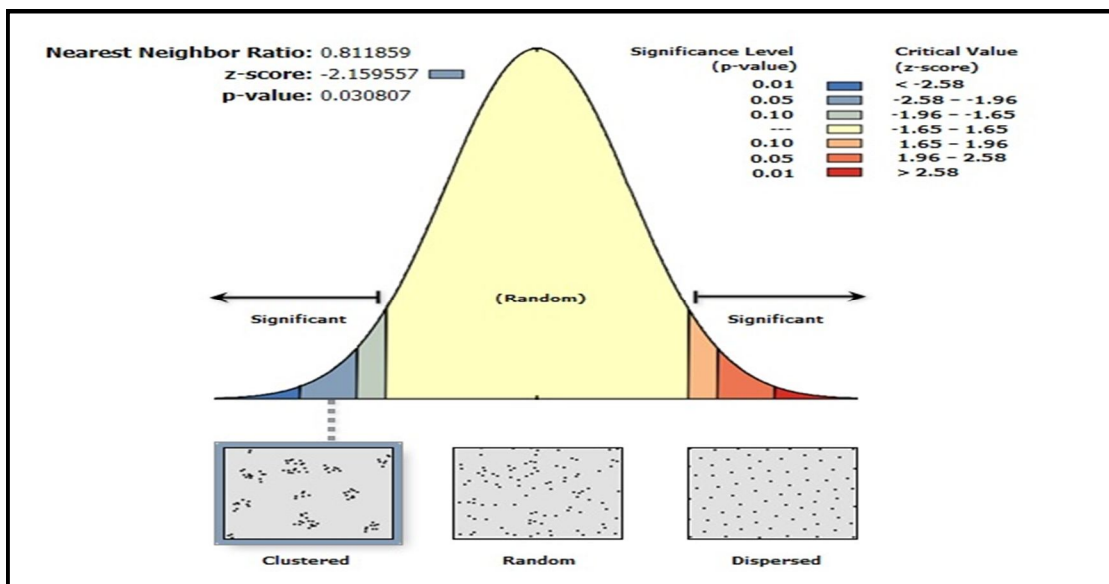 Nearest Neighbor Ratio: 0.811859
z-score: -2.159557
p-value: 0.030807
Significance Level
(p-value)
Critical Value
(z-score)
0.01 < -2.58
0.05 -2.58 – -1.96
0.10 -1.96 – -1.65
--- -1.65 – 1.65
0.10 1.65 – 1.96
0.05 1.96 – 2.58
0.01 > 2.58
(Random)
Significant
Significant
Clustered
Random
Dispersed